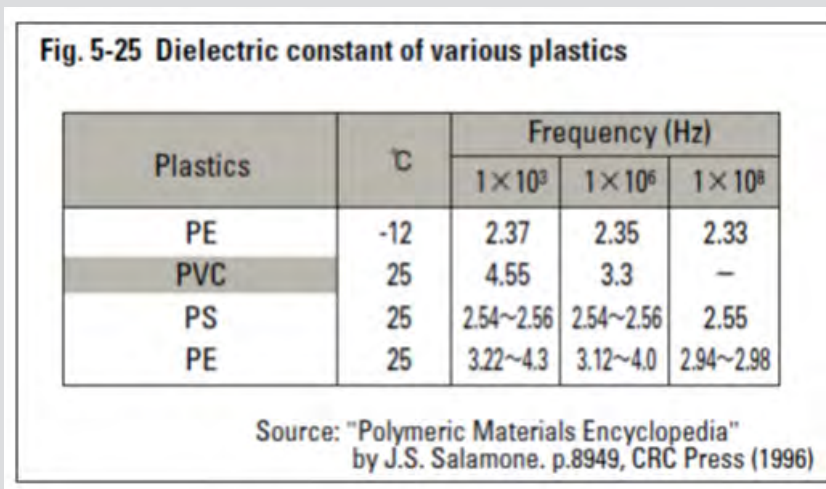 Fig. 5-25 Dielectric constant of various plastics
Plastics ℃ Frequency (Hz)
1×10³ 1×10⁶ 1×10⁸
PE -12 2.37 2.35 2.33
PVC 25 4.55 3.3 −
PS 25 2.54~2.56 2.54~2.56 2.55
PE 25 3.22~4.3 3.12~4.0 2.94~2.98
Source: "Polymeric Materials Encyclopedia"
by J.S. Salamone. p.8949, CRC Press (1996)